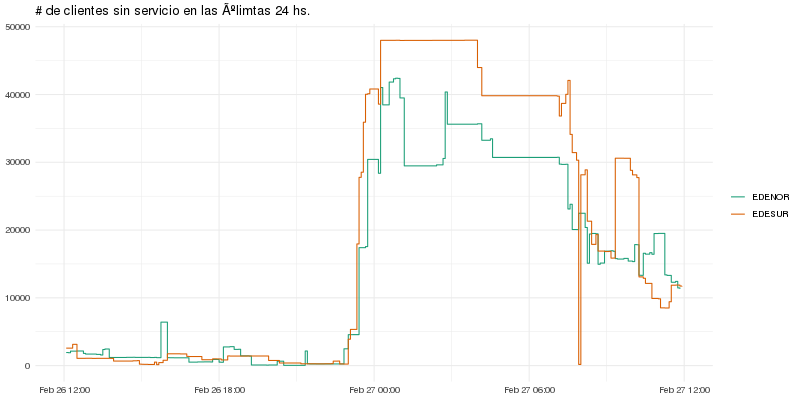 # de clientes sin servicio en las Ãºlimtas 24 hs.
50000
40000
30000
20000
10000
0
Feb 26 12:00
Feb 26 18:00
Feb 27 00:00
Feb 27 06:00
Feb 27 12:00
EDENOR
EDESUR